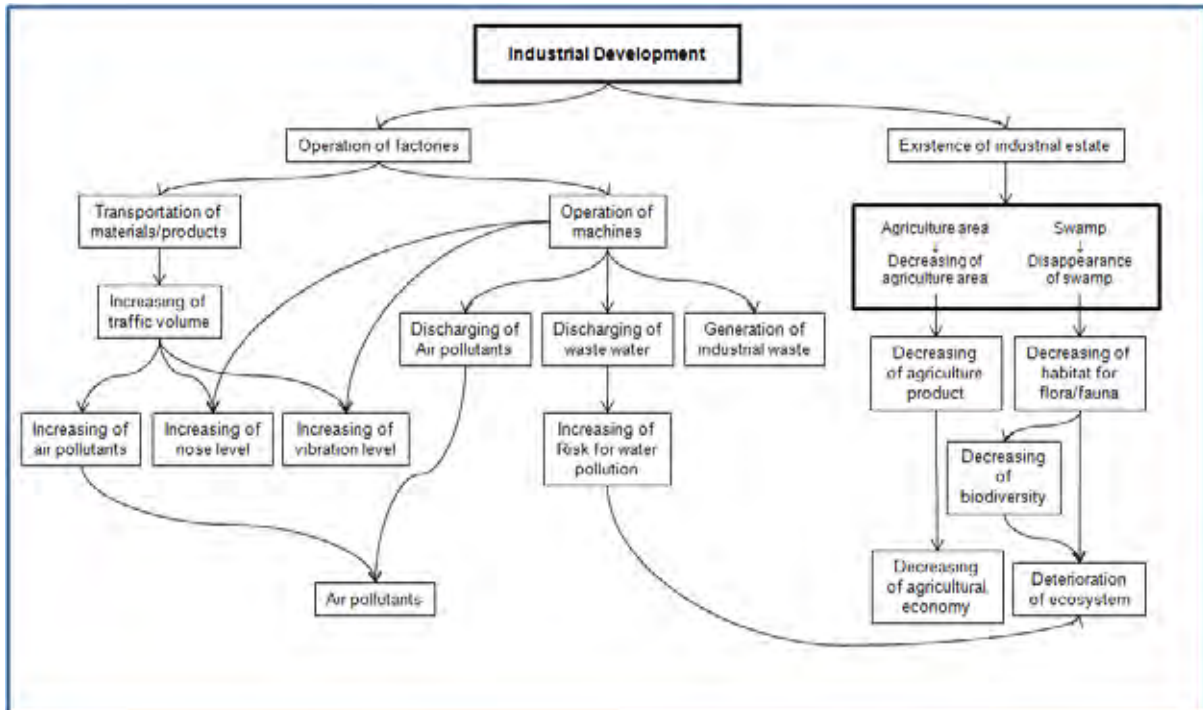 Industrial Development
Operation of factories
Existence of industrial estate
Transportation of
materials/products
Operation of
machines
Agriculture area
↓
Decreasing of
agriculture area
Swamp
↓
Disappearance
of swamp
Increasing of
traffic volume
Discharging of
Air pollutants
Discharging of
waste water
Generation of
industrial waste
Decreasing
of agriculture
product
Decreasing of
habitat for
flora/fauna
Increasing of
air pollutants
Increasing of
nose level
Increasing of
vibration level
Increasing of
Risk for water
pollution
Decreasing
of
biodiversity
Air pollutants
Decreasing
of agricultural
economy
Deterioration
of ecosystem